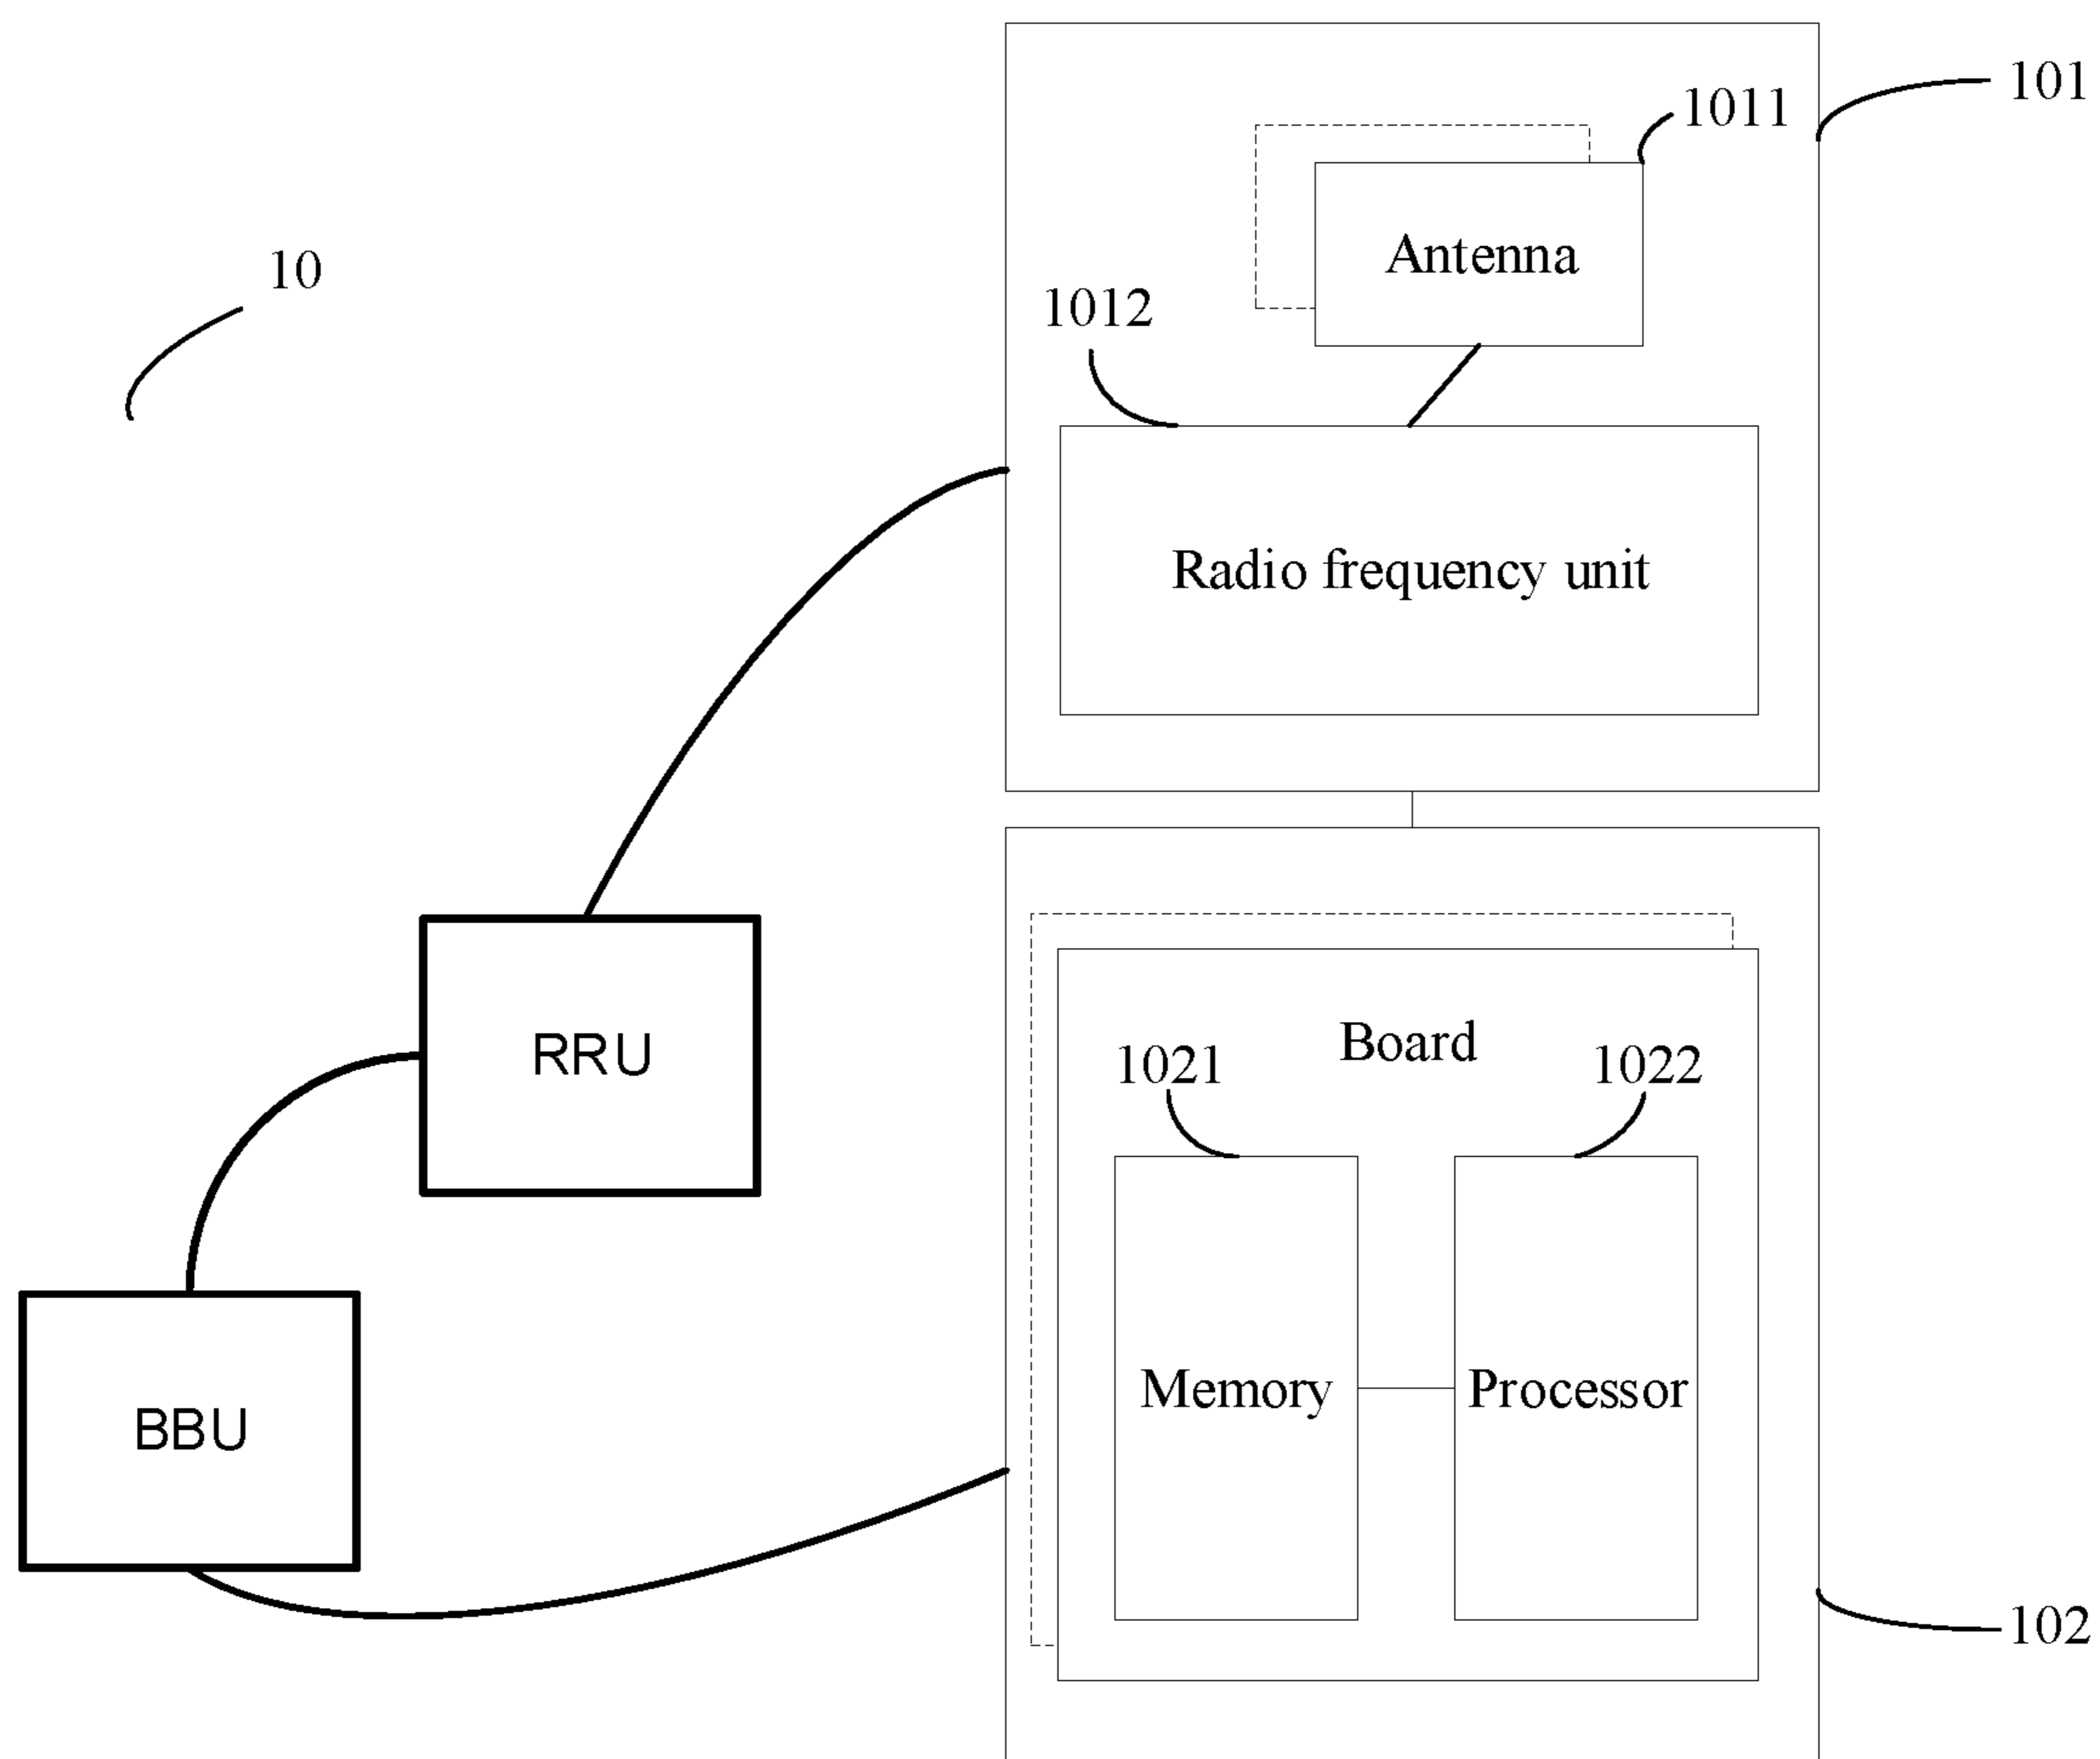 101
1011
Antenna
10
1012
Radio frequency unit
RRU
Board
1021
1022
Memory
Processor
BBU
102